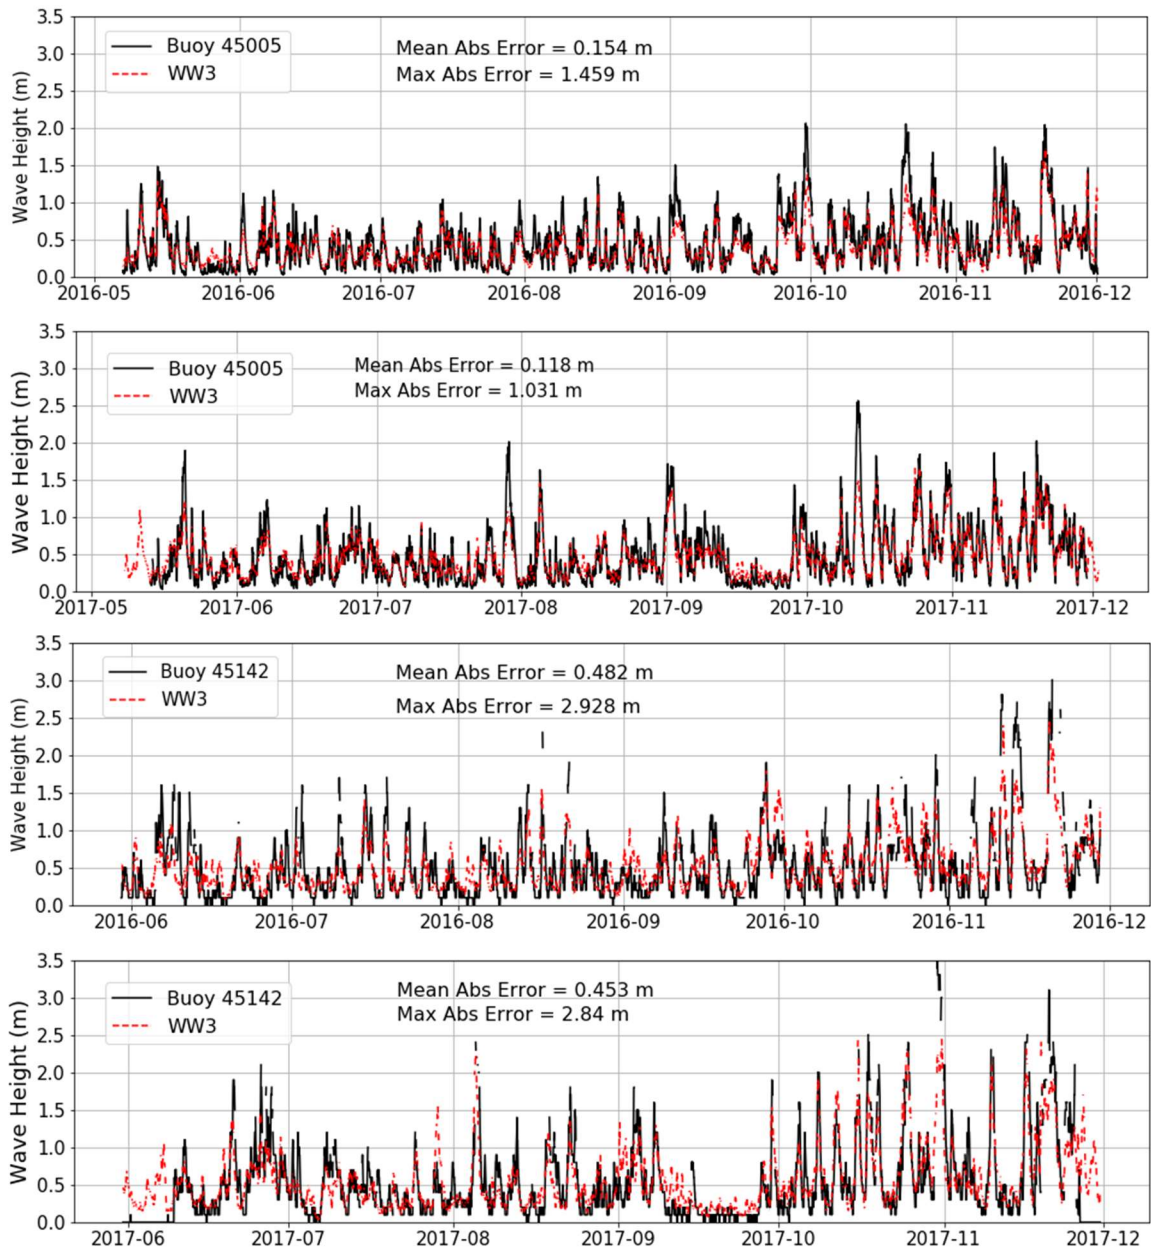 3.5
3.0
2.5
2.0
1.5
1.0
0.5
0.0
Wave Height (m)
Buoy 45005
WW3
Mean Abs Error = 0.154 m
Max Abs Error = 1.459 m
2016-05 2016-06 2016-07 2016-08 2016-09 2016-10 2016-11 2016-12
3.5
3.0
2.5
2.0
1.5
1.0
0.5
0.0
Wave Height (m)
Buoy 45005
WW3
Mean Abs Error = 0.118 m
Max Abs Error = 1.031 m
2017-05 2017-06 2017-07 2017-08 2017-09 2017-10 2017-11 2017-12
3.5
3.0
2.5
2.0
1.5
1.0
0.5
0.0
Wave Height (m)
Buoy 45142
WW3
Mean Abs Error = 0.482 m
Max Abs Error = 2.928 m
2016-06 2016-07 2016-08 2016-09 2016-10 2016-11 2016-12
3.5
3.0
2.5
2.0
1.5
1.0
0.5
0.0
Wave Height (m)
Buoy 45142
WW3
Mean Abs Error = 0.453 m
Max Abs Error = 2.84 m
2017-06 2017-07 2017-08 2017-09 2017-10 2017-11 2017-12